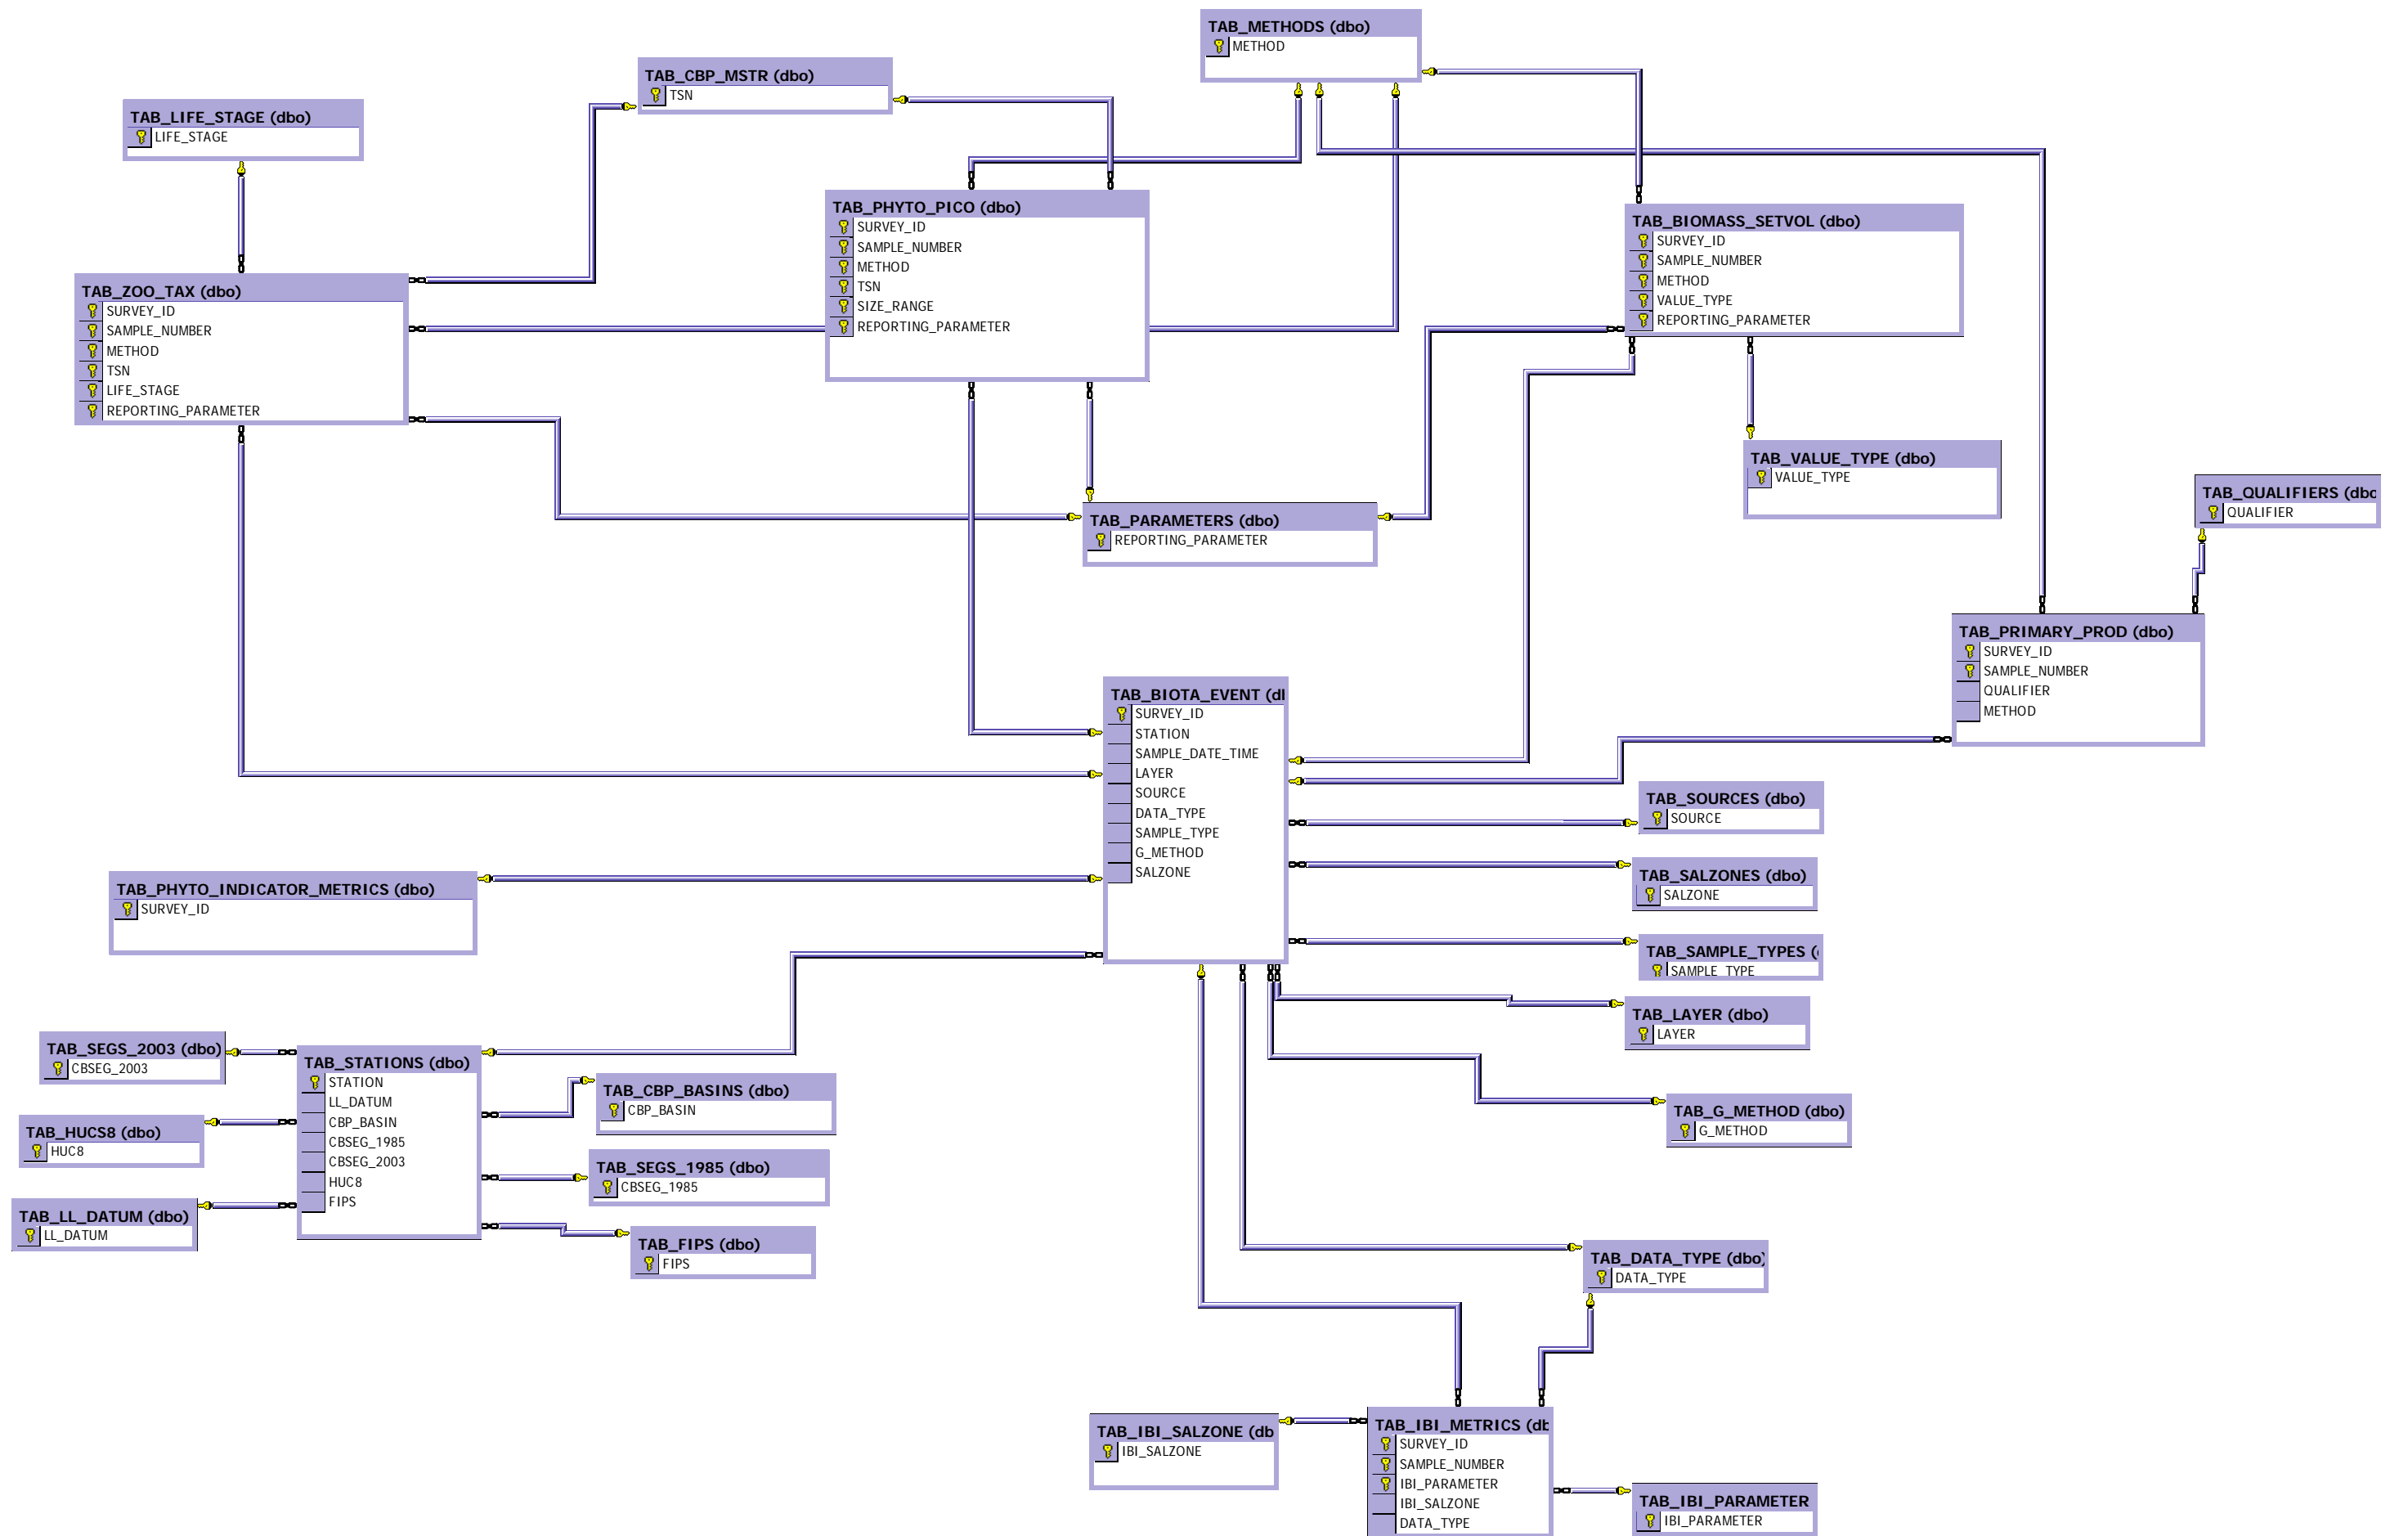 TAB_METHODS (dbo)
METHOD
TAB_CBP_MSTR (dbo)
TSN
TAB_LIFE_STAGE (dbo)
LIFE_STAGE
TAB_PHYTO_PICO (dbo)
SURVEY_ID
SAMPLE_NUMBER
METHOD
TSN
SIZE_RANGE
REPORTING_PARAMETER
TAB_BIOMASS_SETVOL (dbo)
SURVEY_ID
SAMPLE_NUMBER
METHOD
VALUE_TYPE
REPORTING_PARAMETER
TAB_ZOO_TAX (dbo)
SURVEY_ID
SAMPLE_NUMBER
METHOD
TSN
LIFE_STAGE
REPORTING_PARAMETER
TAB_VALUE_TYPE (dbo)
VALUE_TYPE
TAB_QUALIFIERS (dbo
QUALIFIER
TAB_PARAMETERS (dbo)
REPORTING_PARAMETER
TAB_PRIMARY_PROD (dbo)
SURVEY_ID
SAMPLE_NUMBER
QUALIFIER
METHOD
TAB_BIOTA_EVENT (dl
SURVEY_ID
STATION
SAMPLE_DATE_TIME
LAYER
SOURCE
DATA_TYPE
SAMPLE_TYPE
G_METHOD
SALZONE
TAB_SOURCES (dbo)
SOURCE
TAB_SALZONES (dbo)
SALZONE
TAB_PHYTO_INDICATOR_METRICS (dbo)
SURVEY_ID
TAB_SAMPLE_TYPES (
SAMPLE_TYPE
TAB_LAYER (dbo)
LAYER
TAB_SEGS_2003 (dbo)
CBSEG_2003
TAB_STATIONS (dbo)
STATION
LL_DATUM
CBP_BASIN
CBSEG_1985
CBSEG_2003
HUC8
FIPS
TAB_CBP_BASINS (dbo)
CBP_BASIN
TAB_G_METHOD (dbo)
G_METHOD
TAB_HUCS8 (dbo)
HUC8
TAB_SEGS_1985 (dbo)
CBSEG_1985
TAB_LL_DATUM (dbo)
LL_DATUM
TAB_FIPS (dbo)
FIPS
TAB_DATA_TYPE (dbo)
DATA_TYPE
TAB_IBI_SALZONE (db
IBI_SALZONE
TAB_IBI_METRICS (db
SURVEY_ID
SAMPLE_NUMBER
IBI_PARAMETER
IBI_SALZONE
DATA_TYPE
TAB_IBI_PARAMETER
IBI_PARAMETER